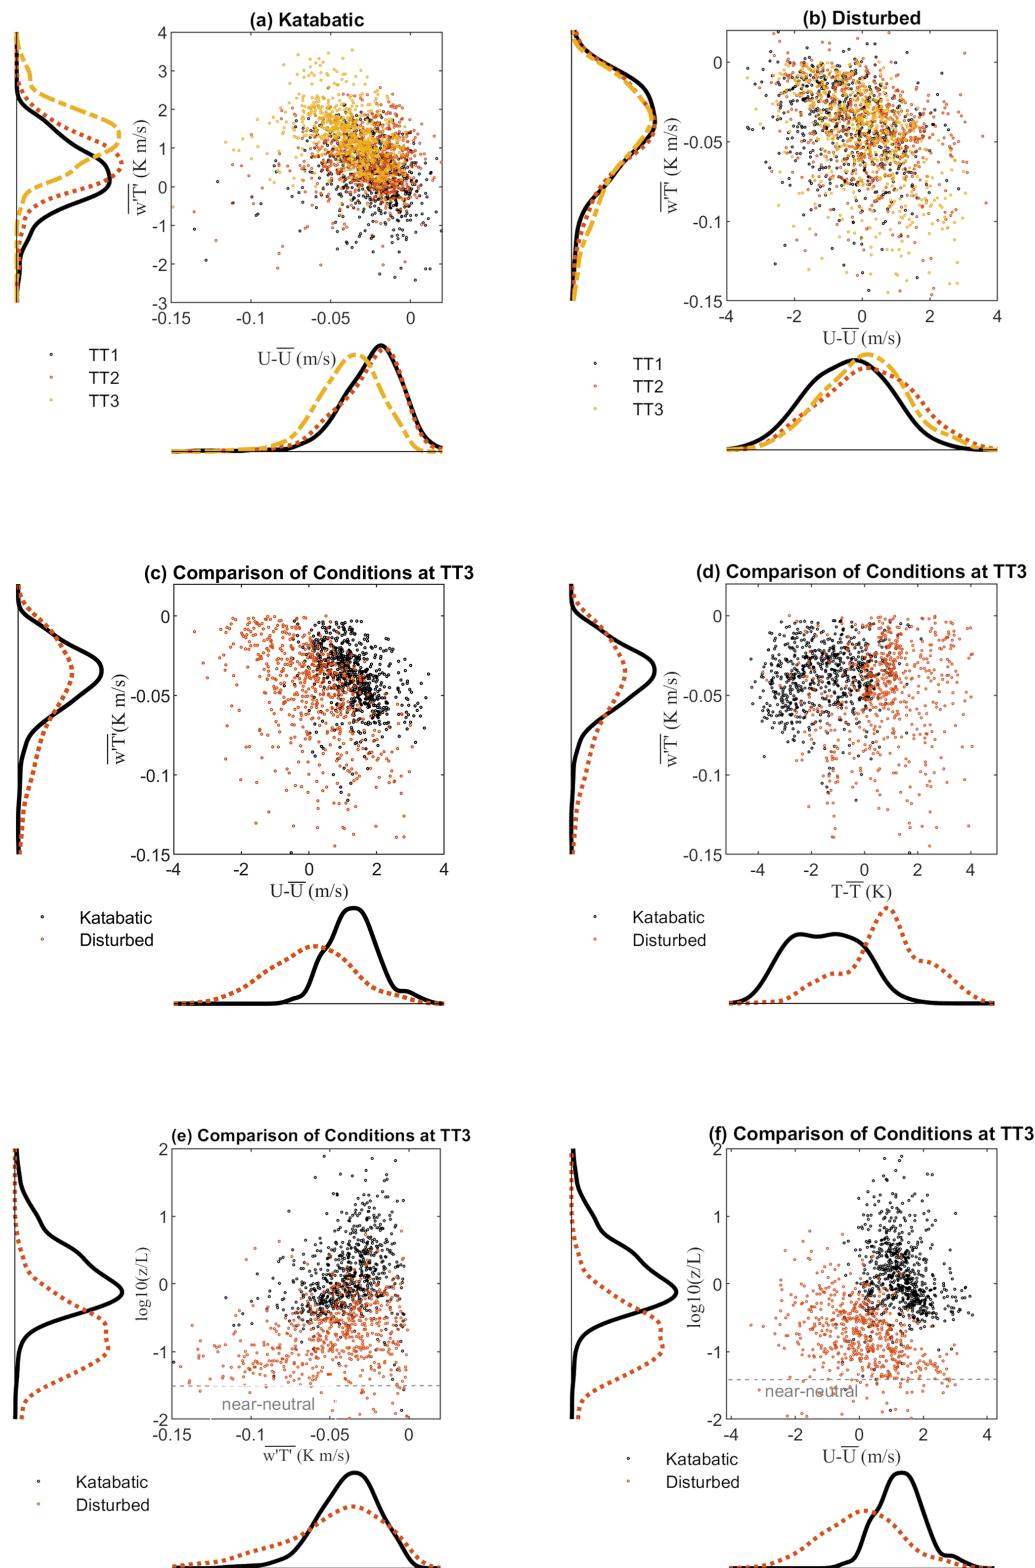 (a) Katabatic
4
3
2
1
0
-1
-2
-3
w'T' (K m/s)
-0.15 -0.1 -0.05 0
U-U (m/s)
TT1
TT2
TT3
(b) Disturbed
0
-0.05
-0.1
-0.15
w'T' (K m/s)
-4 -2 0 2 4
U-U (m/s)
TT1
TT2
TT3
(c) Comparison of Conditions at TT3
0
-0.05
-0.1
-0.15
w'T'(K m/s)
-4 -2 0 2 4
U-U (m/s)
Katabatic
Disturbed
(d) Comparison of Conditions at TT3
0
-0.05
-0.1
-0.15
w'T' (K m/s)
-4 -2 0 2 4
T-T (K)
Katabatic
Disturbed
(e) Comparison of Conditions at TT3
2
1
0
-1
-2
log10(z/L)
near-neutral
-0.15 -0.1 -0.05 0
w'T' (K m/s)
Katabatic
Disturbed
(f) Comparison of Conditions at TT3
2
1
0
-1
-2
log10(z/L)
near-neutral
-4 -2 0 2 4
U-U (m/s)
Katabatic
Disturbed